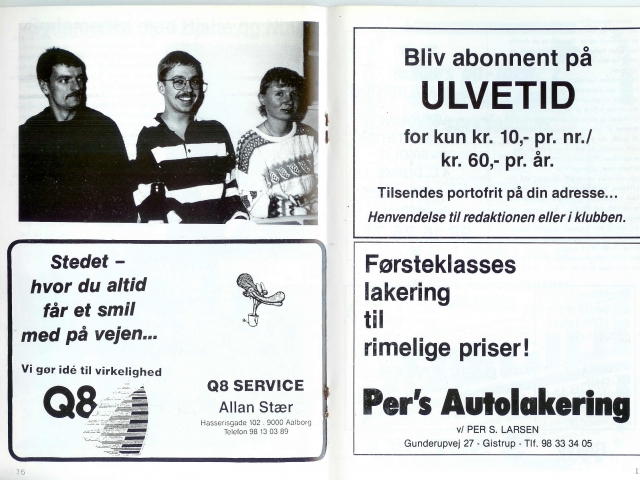 Stedet –
hvor du altid
får et smil
med på vejen...
Vi gør idé til virkelighed
Q8
Q8 SERVICE
Allan Stær
Hasserisgade 102 . 9000 Aalborg
Telefon 98 13 03 89
16
Bliv abonnent på
ULVETID
for kun kr. 10,- pr. nr./
kr. 60,- pr. år.
Tilsendes portofrit på din adresse...
Henvendelse til redaktionen eller i klubben.
Førsteklasses
lakering
til
rimelige priser!
Per's Autolakering
v/ PER S. LARSEN
Gunderupvej 27 - Gistrup - Tlf. 98 33 34 05